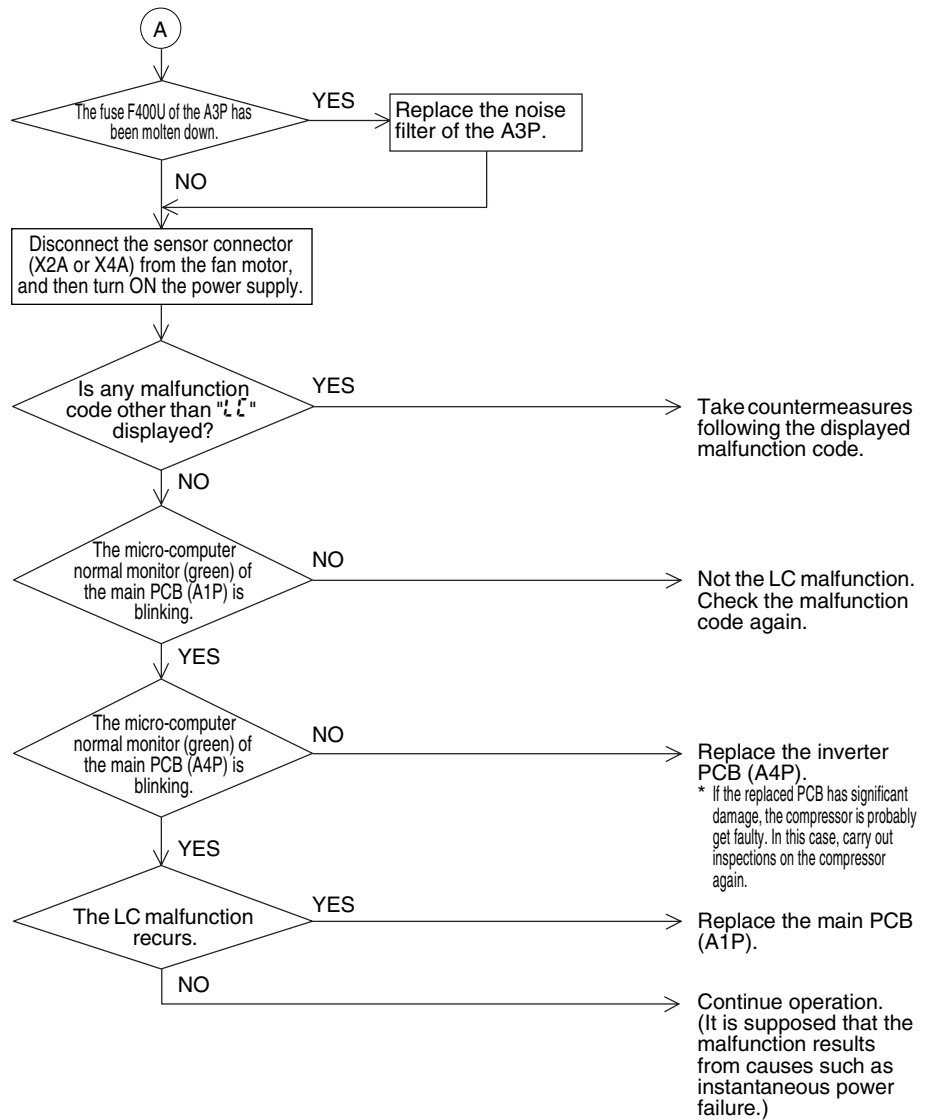 A
The fuse F400U of the A3P has
been molten down.
YES
Replace the noise
filter of the A3P.
NO
Disconnect the sensor connector
(X2A or X4A) from the fan motor,
and then turn ON the power supply.
Is any malfunction
code other than "LC"
displayed?
YES
Take countermeasures
following the displayed
malfunction code.
NO
The micro-computer
normal monitor (green) of
the main PCB (A1P) is
blinking.
NO
Not the LC malfunction.
Check the malfunction
code again.
YES
The micro-computer
normal monitor (green) of
the main PCB (A4P) is
blinking.
NO
Replace the inverter
PCB (A4P).
* If the replaced PCB has significant
damage, the compressor is probably
get faulty. In this case, carry out
inspections on the compressor
again.
YES
The LC malfunction
recurs.
YES
Replace the main PCB
(A1P).
NO
Continue operation.
(It is supposed that the
malfunction results
from causes such as
instantaneous power
failure.)